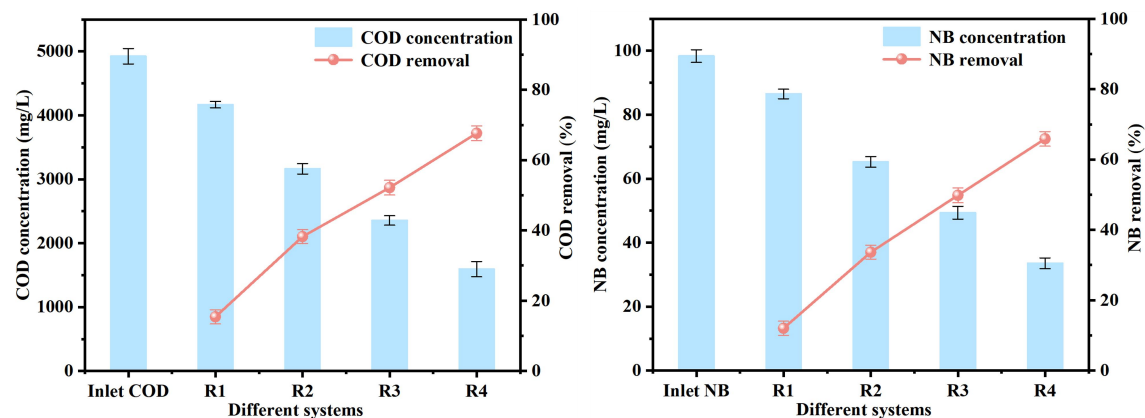 COD concentration (mg/L)
5000
4000
3000
2000
1000
0
COD concentration
COD removal
100
80
60
40
20
0
COD removal (%)
Inlet COD R1 R2 R3 R4
Different systems
NB concentration (mg/L)
100
80
60
40
20
0
NB concentration
NB removal
100
80
60
40
20
0
NB removal (%)
Inlet NB R1 R2 R3 R4
Different systems